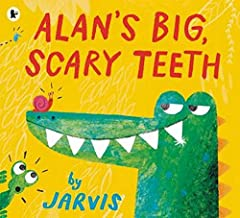 ALAN'S BIG,
SCARY TEETH
by
JARVIS